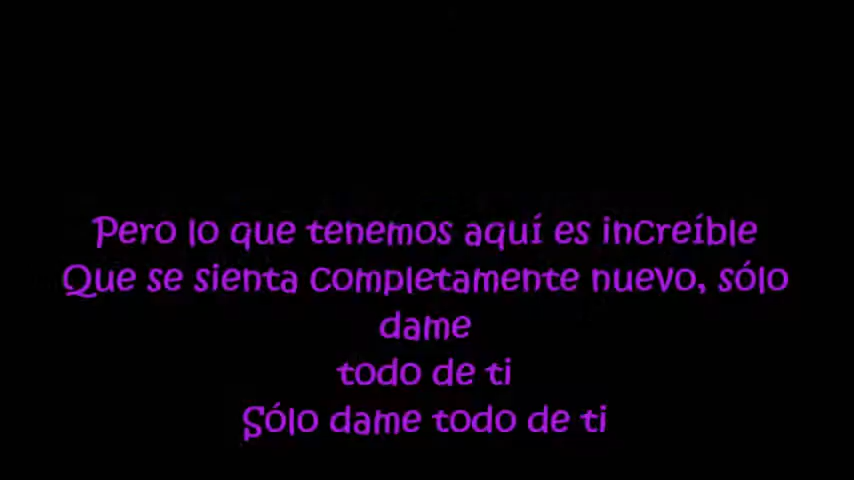 Pero lo que tenemos aquí es increíble
Que se sienta completamente nuevo, sólo
dame
todo de ti
Sólo dame todo de ti